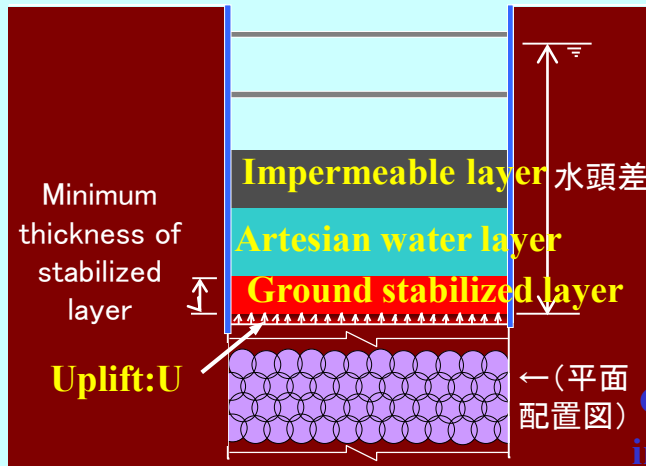 Impermeable layer
水頭差
Minimum
thickness of
stabilized
layer
Artesian water layer
Ground stabilized layer
Uplift:U
←(平面
配置図)